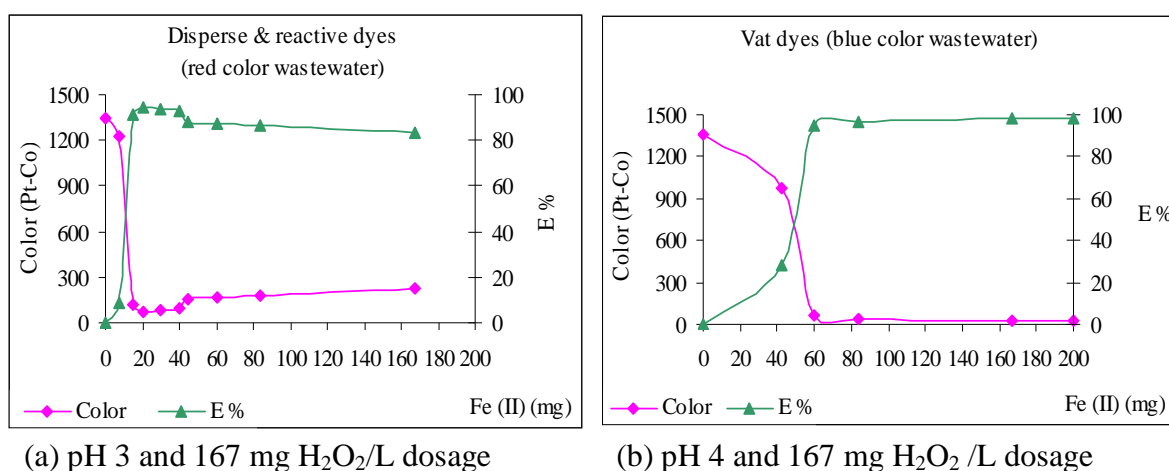 Disperse & reactive dyes
(red color wastewater)
1500
1200
900
600
300
0
Color (Pt-Co)
100
80
60
40
20
0
E %
0 20 40 60 80 100 120 140 160 180 200
Color E % Fe (II) (mg)
(a) pH 3 and 167 mg H₂O₂/L dosage
Vat dyes (blue color wastewater)
1500
1200
900
600
300
0
Color (Pt-Co)
100
80
60
40
20
0
E %
0 20 40 60 80 100 120 140 160 180 200
Color E % Fe (II) (mg)
(b) pH 4 and 167 mg H₂O₂ /L dosage